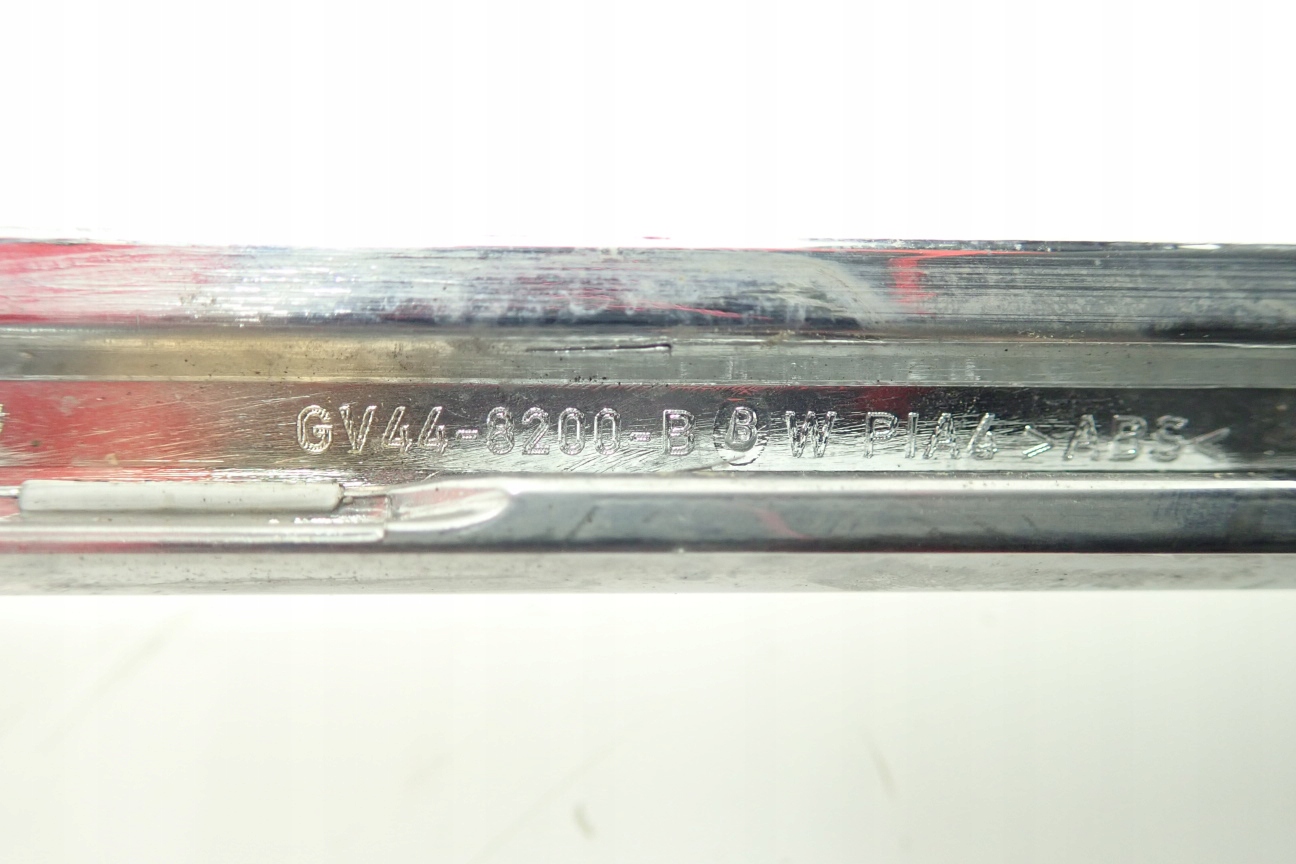 GV44-8200-B B W PIA6 >ABS<